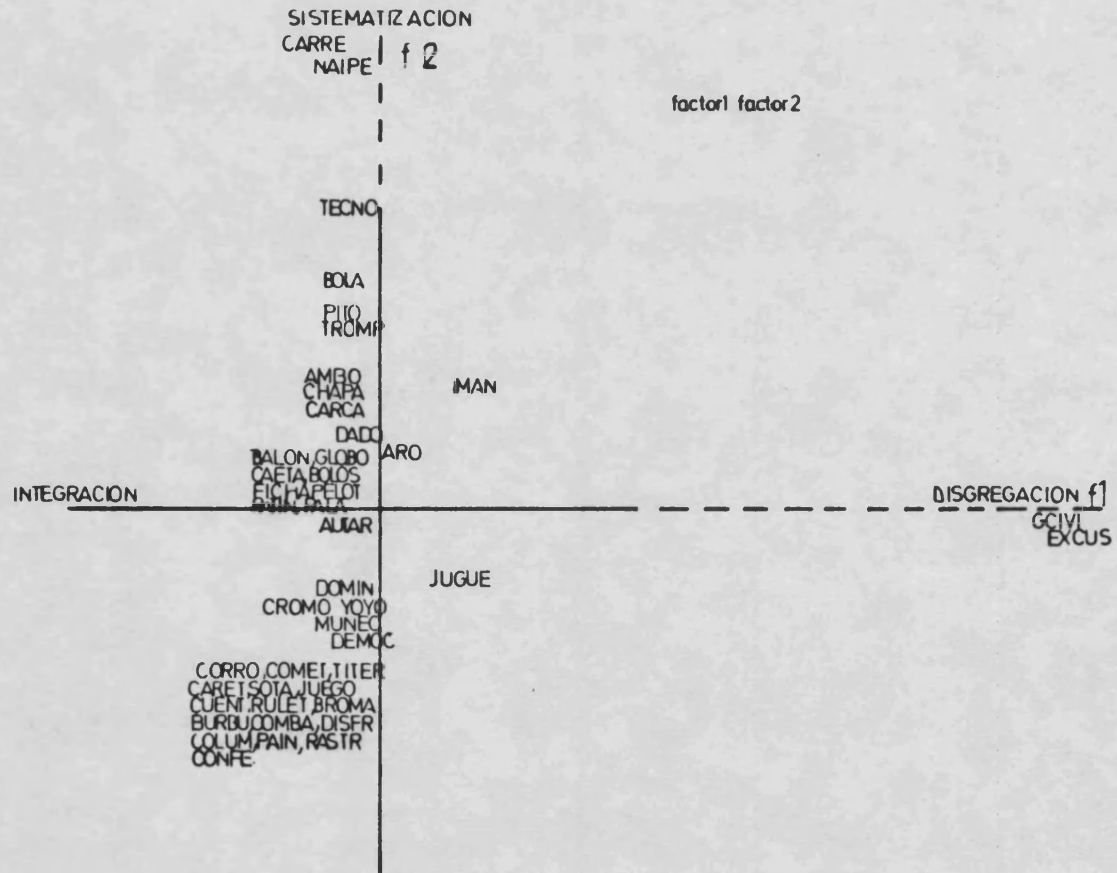 SISTEMATIZACION
CARRE
NAIPE f 2
factor1 factor2
TECNO
BOLA
PITO
TROMP
AMBO
CHAPA
IMAN
CARCA
DADO
ARO
BALON, GLOBO
CAETA, BOLOS
FICHA, PELOT
INTEGRACION
DISGREGACION f1
PATA
GCIVI
AUTAR
EXCUS
JUGUE
DOMIN
CROMO YOYO
MUNEC
DEMOC
CORRO, COMET, TITER
CARET, SOTA, JUEGO
CUENT, RULET, BROMA
BURBU, COMBA, DISFR
COLUM, PAIN, RASTR
CONFE